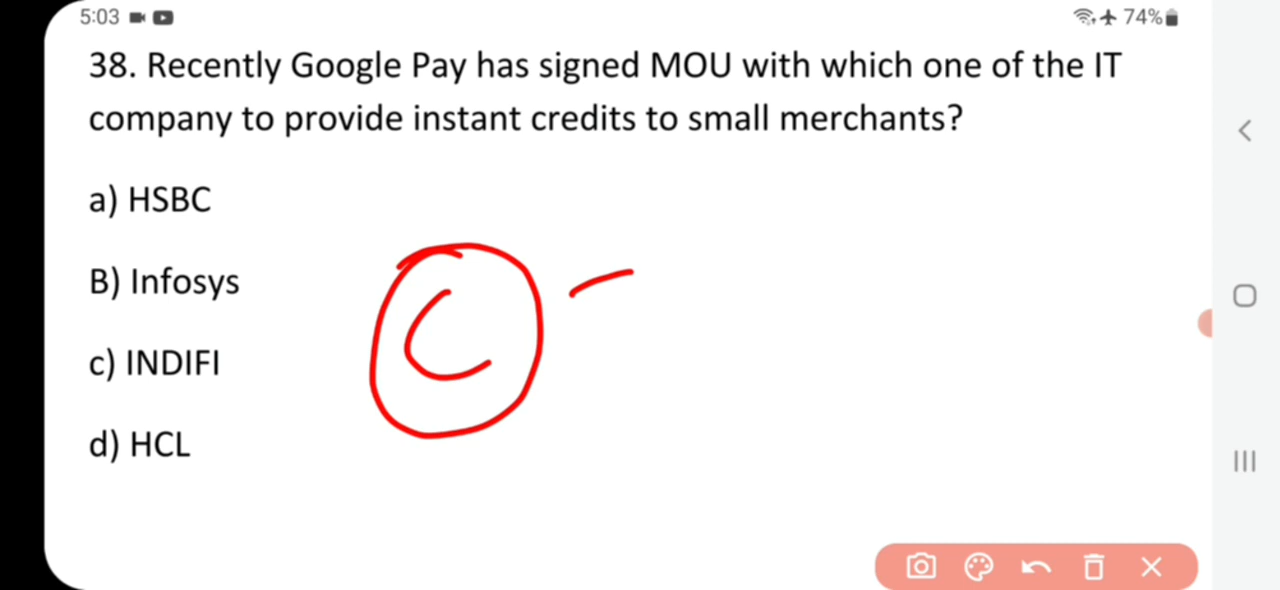 5:03
74%
38. Recently Google Pay has signed MOU with which one of the IT
company to provide instant credits to small merchants?
a) HSBC
B) Infosys
c) INDIFI
C
d) HCL